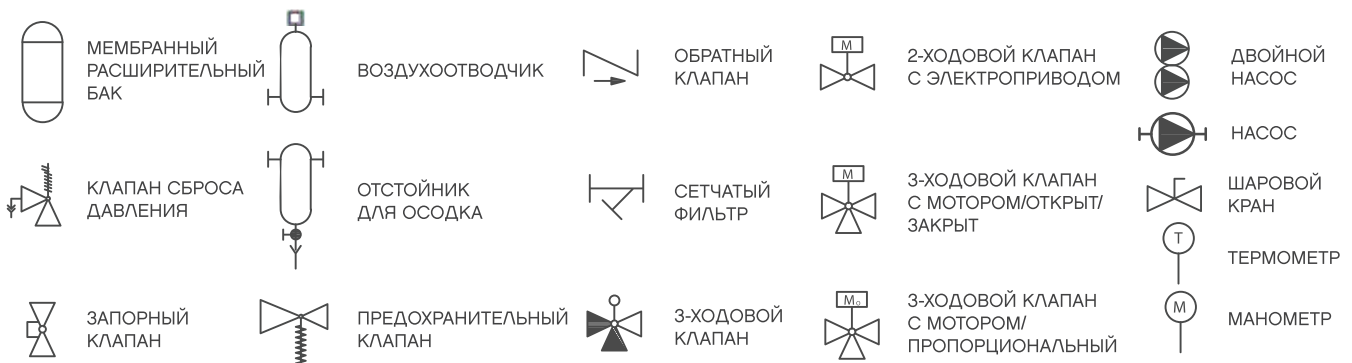 МЕМБРАННЫЙ
РАСШИРИТЕЛЬНЫЙ
БАК
ВОЗДУХООТВОДЧИК
ОБРАТНЫЙ
КЛАПАН
M
2-ХОДОВОЙ КЛАПАН
С ЭЛЕКТРОПРИВОДОМ
ДВОЙНОЙ
НАСОС
НАСОС
КЛАПАН СБРОСА
ДАВЛЕНИЯ
ОТСТОЙНИК
ДЛЯ ОСОДКА
СЕТЧАТЫЙ
ФИЛЬТР
M
3-ХОДОВОЙ КЛАПАН
С МОТОРОМ/ОТКРЫТ/
ЗАКРЫТ
ШАРОВОЙ
КРАН
T
ТЕРМОМЕТР
ЗАПОРНЫЙ
КЛАПАН
ПРЕДОХРАНИТЕЛЬНЫЙ
КЛАПАН
3-ХОДОВОЙ
КЛАПАН
Mo
3-ХОДОВОЙ КЛАПАН
С МОТОРОМ/
ПРОПОРЦИОНАЛЬНЫЙ
M
МАНОМЕТР